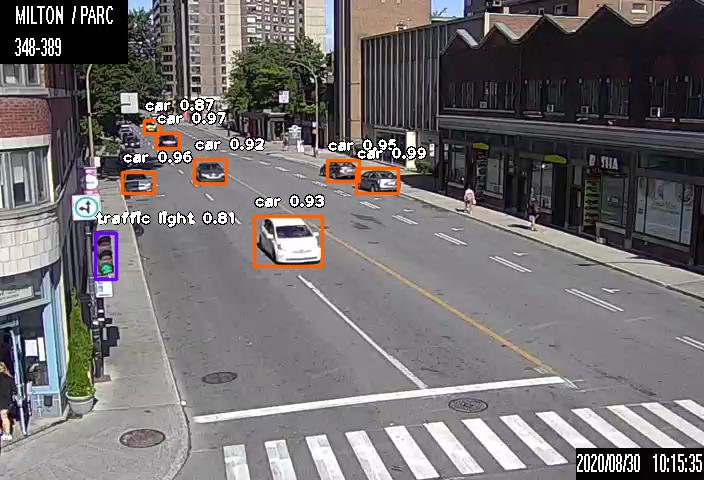 MILTON / PARC
348-389
car 0.87
car 0.97
car 0.92
car 0.96
car 0.95
car 0.99
car 0.93
traffic light 0.81
2020/08/30 10:15:35